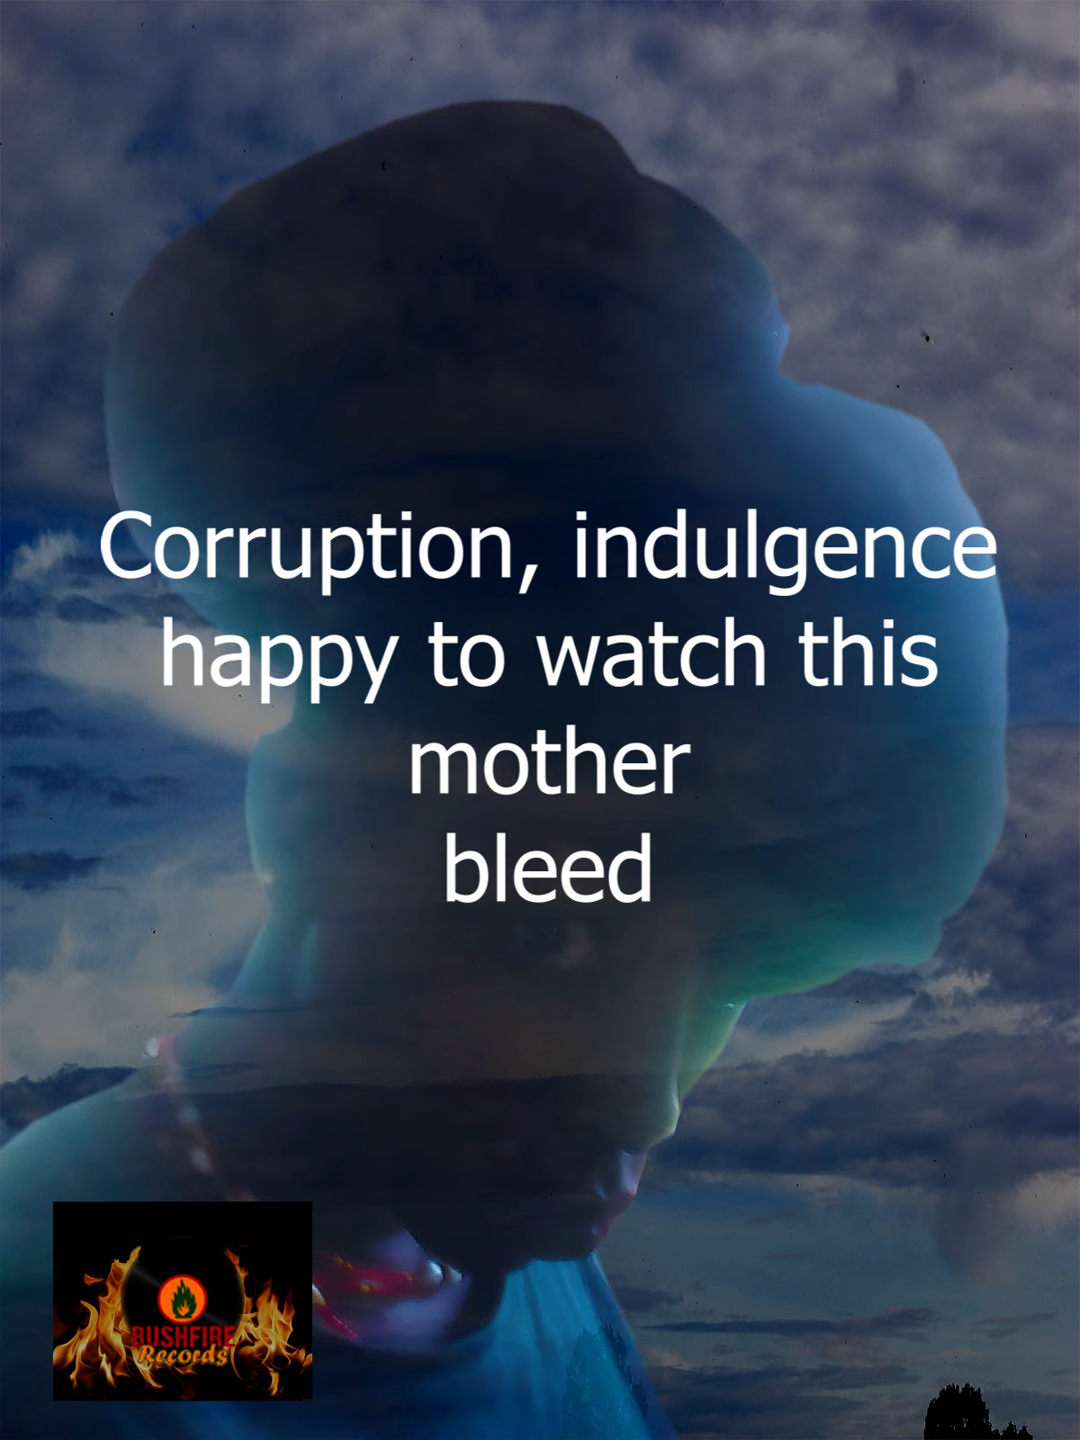 Corruption, indulgence
happy to watch this
mother
bleed
BUSHFIRE
Records